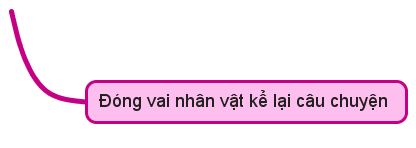 Đóng vai nhân vật kể lại câu chuyện